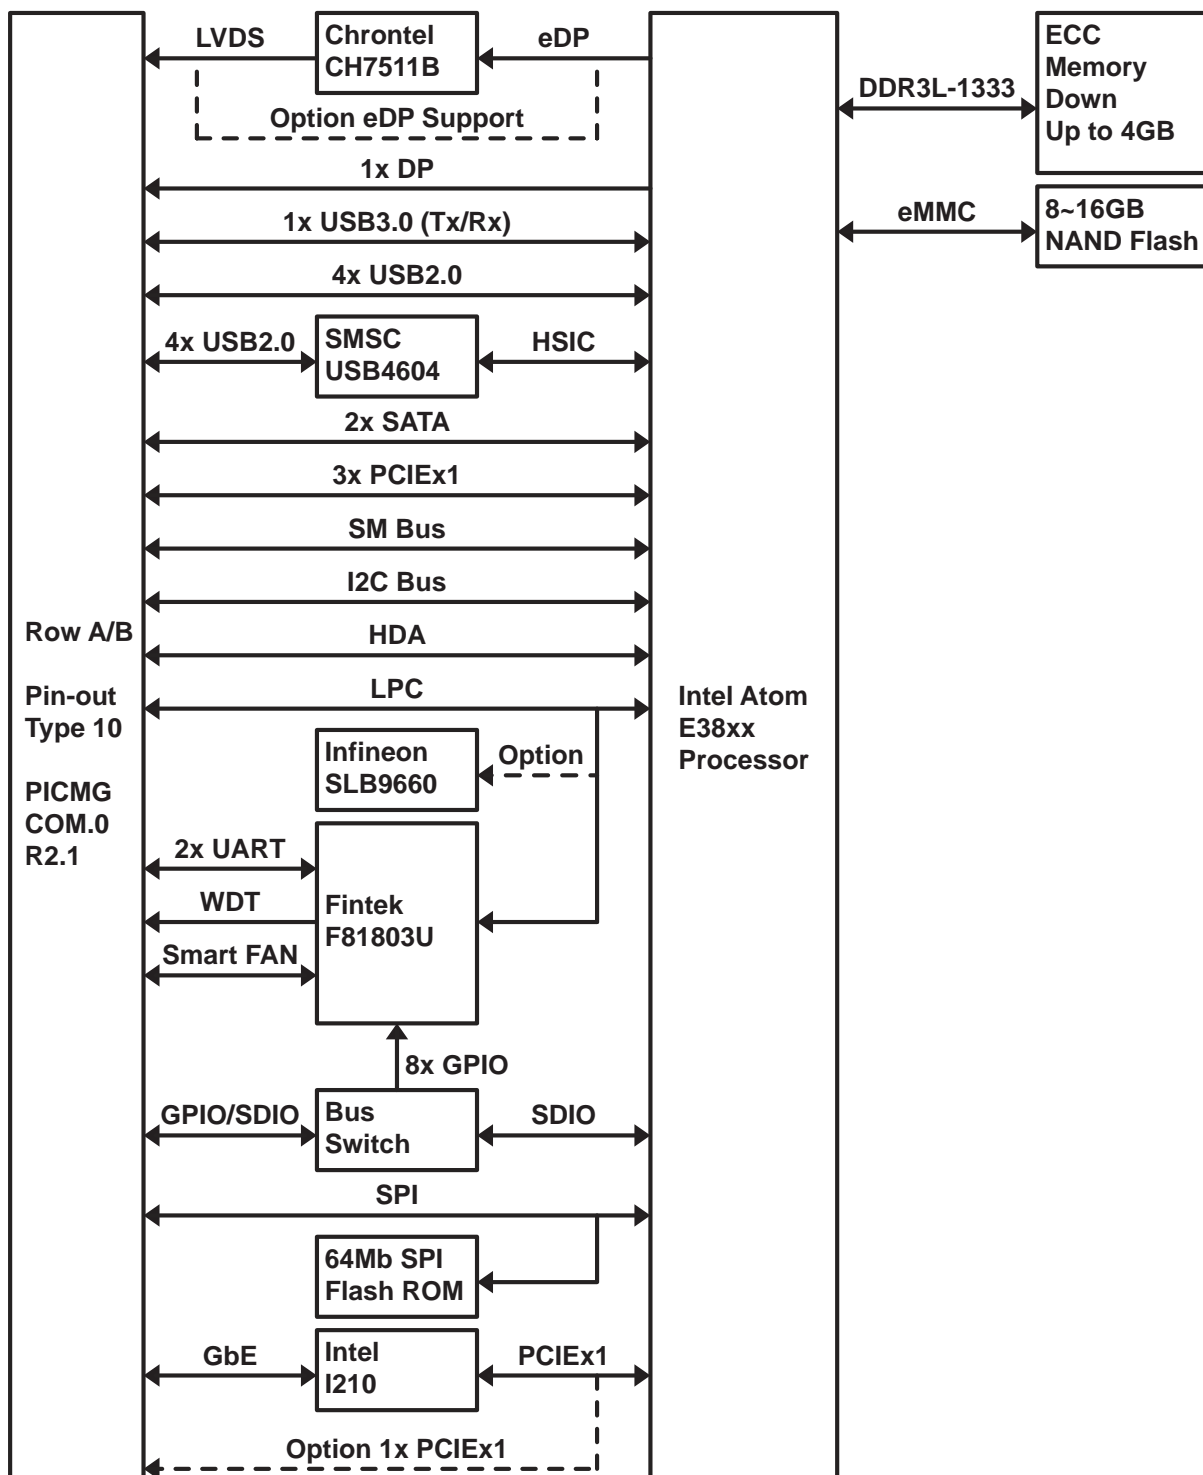 LVDS
Chrontel
CH7511B
eDP
Option eDP Support
1x DP
1x USB3.0 (Tx/Rx)
4x USB2.0
4x USB2.0
SMSC
USB4604
HSIC
2x SATA
3x PCIEx1
SM Bus
I2C Bus
HDA
LPC
Infineon
SLB9660
Option
2x UART
WDT
Smart FAN
Fintek
F81803U
8x GPIO
GPIO/SDIO
Bus
Switch
SDIO
SPI
64Mb SPI
Flash ROM
GbE
Intel
I210
PCIEx1
Option 1x PCIEx1
Row A/B
Pin-out
Type 10
PICMG
COM.0
R2.1
Intel Atom
E38xx
Processor
DDR3L-1333
ECC
Memory
Down
Up to 4GB
eMMC
8~16GB
NAND Flash